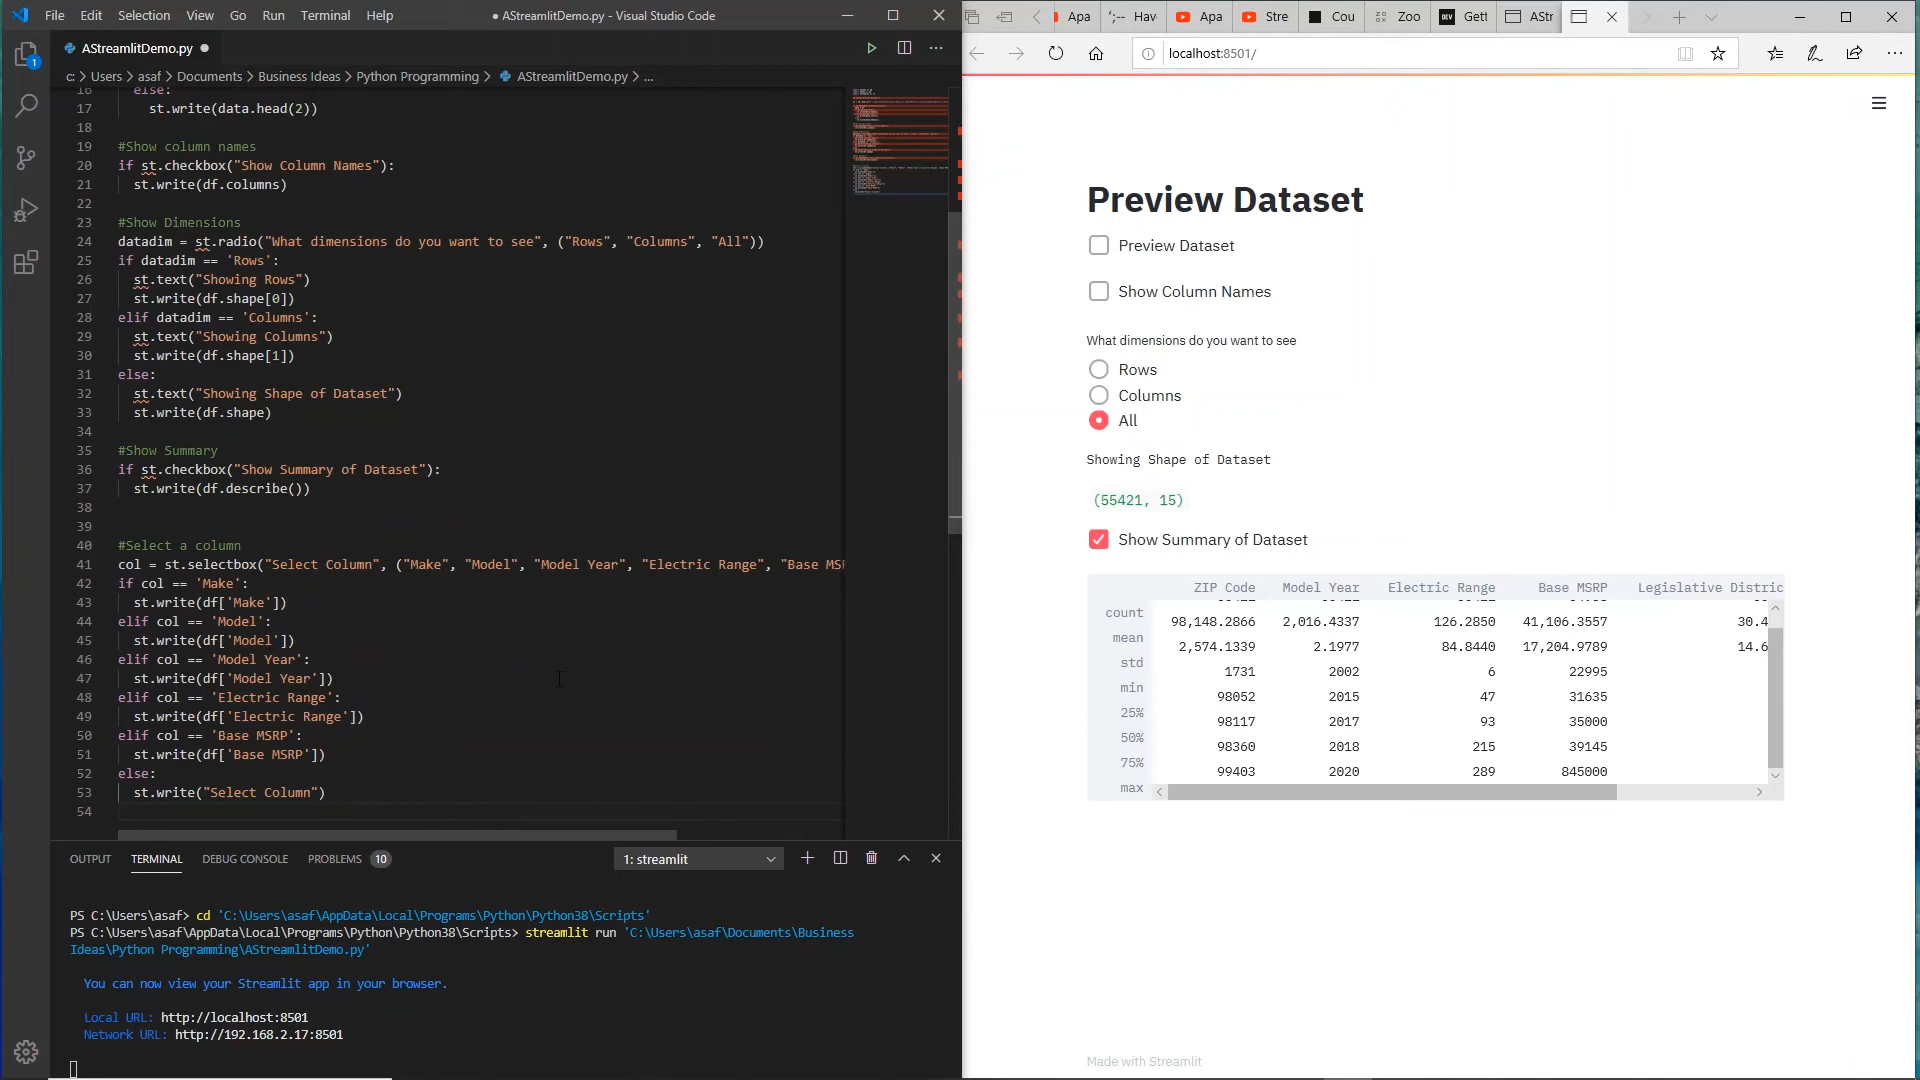 File Edit Selection View Go Run Terminal Help
● AStreamlitDemo.py - Visual Studio Code
AStreamlitDemo.py ●
c: > Users > asaf > Documents > Business Ideas > Python Programming > AStreamlitDemo.py > ...
16 else:
17 st.write(data.head(2))
18
19 #Show column names
20 if st.checkbox("Show Column Names"):
21 st.write(df.columns)
22
23 #Show Dimensions
24 datadim = st.radio("What dimensions do you want to see", ("Rows", "Columns", "All"))
25 if datadim == 'Rows':
26 st.text("Showing Rows")
27 st.write(df.shape[0])
28 elif datadim == 'Columns':
29 st.text("Showing Columns")
30 st.write(df.shape[1])
31 else:
32 st.text("Showing Shape of Dataset")
33 st.write(df.shape)
34
35 #Show Summary
36 if st.checkbox("Show Summary of Dataset"):
37 st.write(df.describe())
38
39
40 #Select a column
41 col = st.selectbox("Select Column", ("Make", "Model", "Model Year", "Electric Range", "Base MSR
42 if col == 'Make':
43 st.write(df['Make'])
44 elif col == 'Model':
45 st.write(df['Model'])
46 elif col == 'Model Year':
47 st.write(df['Model Year'])
48 elif col == 'Electric Range':
49 st.write(df['Electric Range'])
50 elif col == 'Base MSRP':
51 st.write(df['Base MSRP'])
52 else:
53 st.write("Select Column")
54
OUTPUT TERMINAL DEBUG CONSOLE PROBLEMS 10
1: streamlit
PS C:\Users\asaf> cd 'C:\Users\asaf\AppData\Local\Programs\Python\Python38\Scripts'
PS C:\Users\asaf\AppData\Local\Programs\Python\Python38\Scripts> streamlit run 'C:\Users\asaf\Documents\Business
Ideas\Python Programming\AStreamlitDemo.py'
You can now view your Streamlit app in your browser.
Local URL: http://localhost:8501
Network URL: http://192.168.2.17:8501
1
Apa Hav Apa Stre Cou Zoo DEV Gett AStr
localhost:8501/
Preview Dataset
Preview Dataset
Show Column Names
What dimensions do you want to see
Rows
Columns
All
Showing Shape of Dataset
(55421, 15)
Show Summary of Dataset
ZIP Code Model Year Electric Range Base MSRP Legislative Distric
count
98,148.2866 2,016.4337 126.2850 41,106.3557 30.4
mean
2,574.1339 2.1977 84.8440 17,204.9789 14.6
std
1731 2002 6 22995
min
98052 2015 47 31635
25%
98117 2017 93 35000
50%
98360 2018 215 39145
75%
99403 2020 289 845000
max
Made with Streamlit